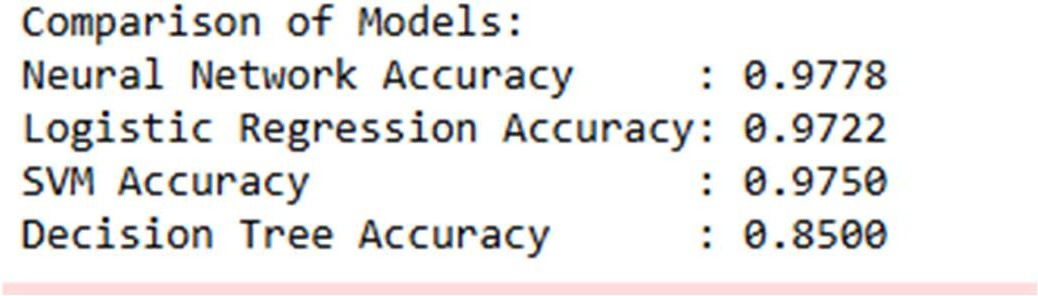 Comparison of Models:
Neural Network Accuracy     : 0.9778
Logistic Regression Accuracy: 0.9722
SVM Accuracy                : 0.9750
Decision Tree Accuracy      : 0.8500